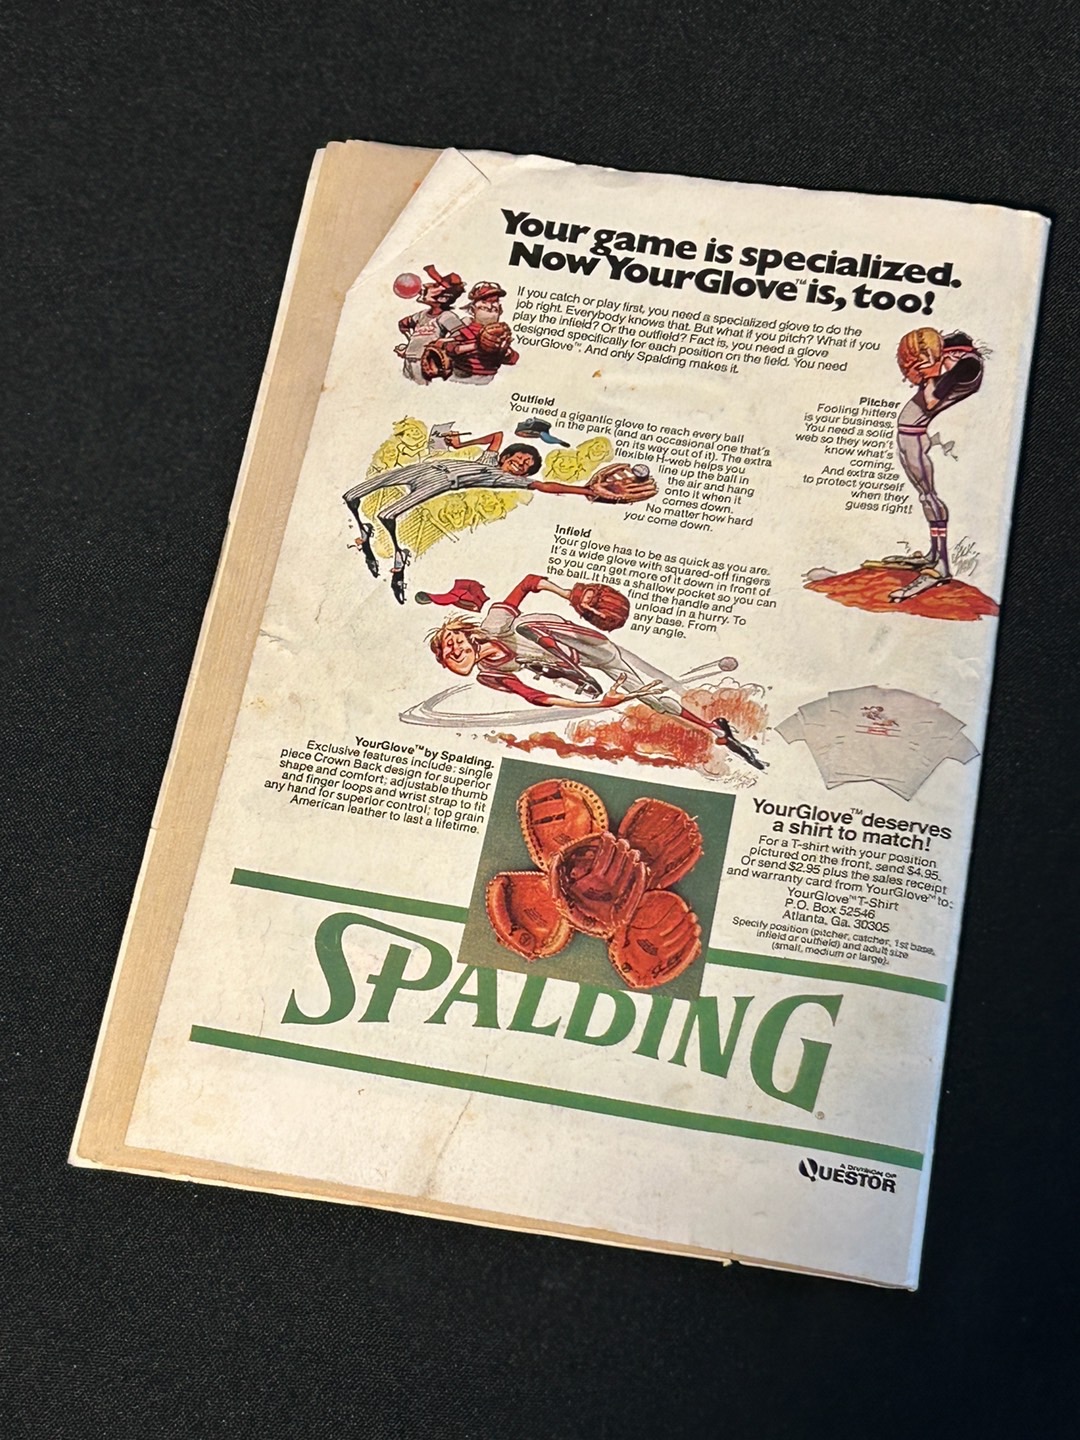 Your game is specialized.
Now YourGlove™ is, too!
If you catch or play first, you need a specialized glove to do the
job right. Everybody knows that. But what if you pitch? What if you
play the infield? Or the outfield? Fact is, you need a glove
designed specifically for each position on the field. You need
YourGlove™. And only Spalding makes it.
Outfield
You need a gigantic glove to reach every ball
in the park (and an occasional one that's
on its way out of it). The extra
flexible H-web helps you
line up the ball in
the air and hang
onto it when it
comes down.
No matter how hard
you come down.
Pitcher
Fooling hitters
is your business.
You need a solid
web so they won't
know what's
coming.
And extra size
to protect yourself
when they
guess right!
Infield
Your glove has to be as quick as you are.
It's a wide glove with squared-off fingers
so you can get more of it down in front of
the ball. It has a shallow pocket so you can
find the handle and
unload in a hurry. To
any base. From
any angle.
YourGlove™ by Spalding.
Exclusive features include: single
piece Crown Back design for superior
shape and comfort; adjustable thumb
and finger loops and wrist strap to fit
any hand for superior control; top grain
American leather to last a lifetime.
YourGlove™ deserves
a shirt to match!
For a T-shirt with your position
pictured on the front, send $4.95.
Or send $2.95 plus the sales receipt
and warranty card from YourGlove™ to:
YourGlove™ T-Shirt
P.O. Box 52546
Atlanta, Ga. 30305
Specify position (pitcher, catcher, 1st base,
infield or outfield) and adult size
(small, medium or large).
SPALDING®
A DIVISION OF
QUESTOR